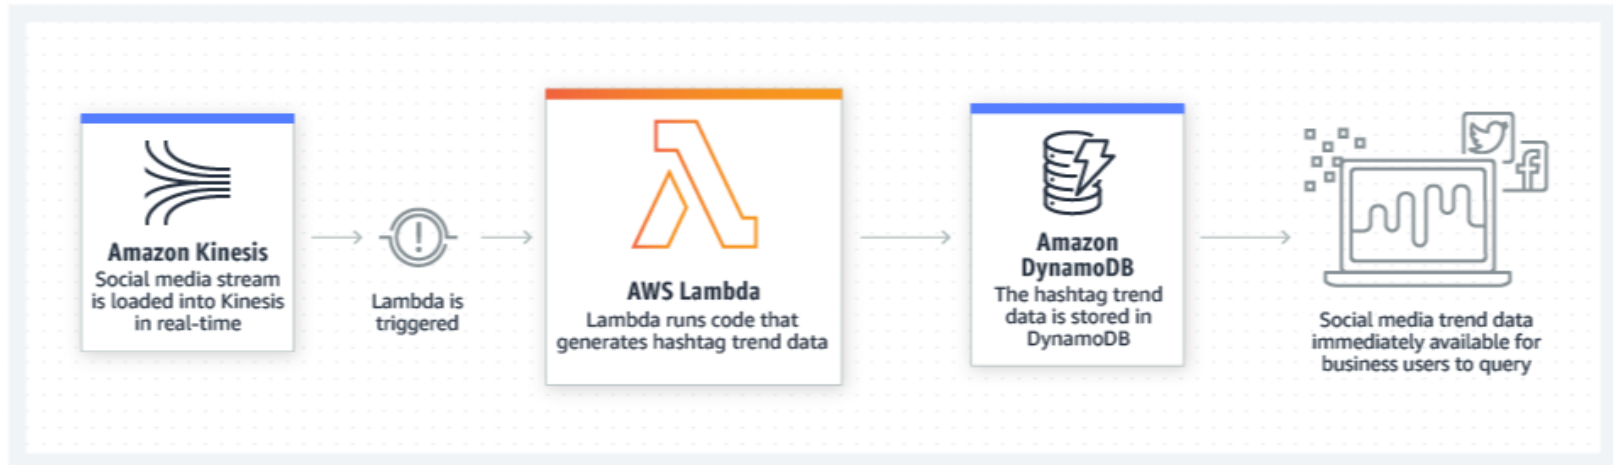 Amazon Kinesis
Social media stream
is loaded into Kinesis
in real-time
Lambda is
triggered
AWS Lambda
Lambda runs code that
generates hashtag trend data
Amazon
DynamoDB
The hashtag trend
data is stored in
DynamoDB
Social media trend data
immediately available for
business users to query